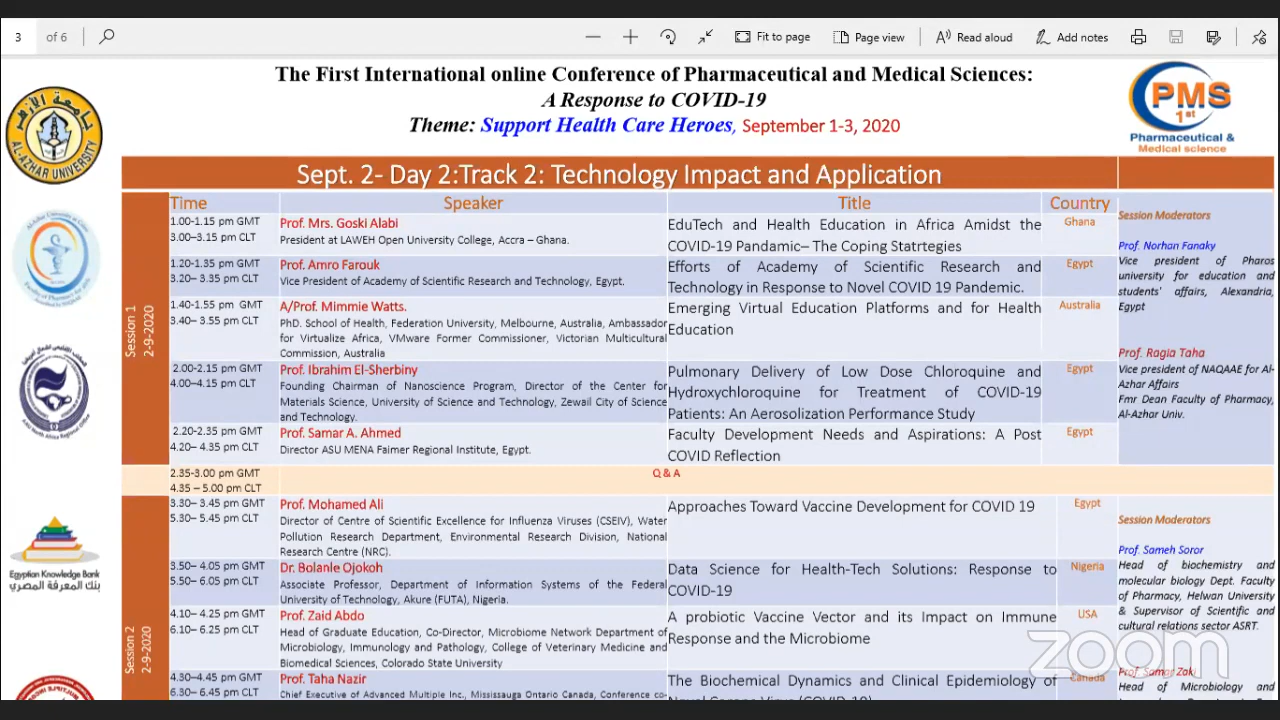 3 of 6 Fit to page Page view Read aloud Add notes
The First International online Conference of Pharmaceutical and Medical Sciences:
A Response to COVID-19
Theme: Support Health Care Heroes, September 1-3, 2020
جامعة الأزهر
AL-AZHAR UNIVERSITY
PMS
1st
Pharmaceutical &
Medical science
Sept. 2- Day 2:Track 2: Technology Impact and Application
Time Speaker Title Country
Session 1
2-9-2020
1.00-1.15 pm GMT
3.00–3.15 pm CLT
Prof. Mrs. Goski Alabi
President at LAWEH Open University College, Accra – Ghana.
EduTech and Health Education in Africa Amidst the
COVID-19 Pandamic– The Coping Statrtegies
Ghana
1.20-1.35 pm GMT
3.20– 3.35 pm CLT
Prof. Amro Farouk
Vice President of Academy of Scientific Research and Technology, Egypt.
Efforts of Academy of Scientific Research and
Technology in Response to Novel COVID 19 Pandemic.
Egypt
1.40-1.55 pm GMT
3.40– 3.55 pm CLT
A/Prof. Mimmie Watts.
PhD. School of Health, Federation University, Melbourne, Australia, Ambassador
for Virtualize Africa, VMware Former Commissioner, Victorian Multicultural
Commission, Australia
Emerging Virtual Education Platforms and for Health
Education
Australia
2.00-2.15 pm GMT
4.00–4.15 pm CLT
Prof. Ibrahim El-Sherbiny
Founding Chairman of Nanoscience Program, Director of the Center for
Materials Science, University of Science and Technology, Zewail City of Science
and Technology.
Pulmonary Delivery of Low Dose Chloroquine and
Hydroxychloroquine for Treatment of COVID-19
Patients: An Aerosolization Performance Study
Egypt
2.20-2.35 pm GMT
4.20– 4.35 pm CLT
Prof. Samar A. Ahmed
Director ASU MENA Faimer Regional Institute, Egypt.
Faculty Development Needs and Aspirations: A Post
COVID Reflection
Egypt
Session Moderators
Prof. Norhan Fanaky
Vice president of Pharos
university for education and
students' affairs, Alexandria,
Egypt
Prof. Ragia Taha
Vice president of NAQAAE for Al-
Azhar Affairs
Fmr Dean Faculty of Pharmacy,
Al-Azhar Univ.
2.35-3.00 pm GMT
4.35 – 5.00 pm CLT
Q & A
Session 2
2-9-2020
3.30– 3.45 pm GMT
5.30– 5.45 pm CLT
Prof. Mohamed Ali
Director of Centre of Scientific Excellence for Influenza Viruses (CSEIV), Water
Pollution Research Department, Environmental Research Division, National
Research Centre (NRC).
Approaches Toward Vaccine Development for COVID 19
Egypt
3.50– 4.05 pm GMT
5.50– 6.05 pm CLT
Dr. Bolanle Ojokoh
Associate Professor, Department of Information Systems of the Federal
University of Technology, Akure (FUTA), Nigeria.
Data Science for Health-Tech Solutions: Response to
COVID-19
Nigeria
4.10– 4.25 pm GMT
6.10– 6.25 pm CLT
Prof. Zaid Abdo
Head of Graduate Education, Co-Director, Microbiome Network Department of
Microbiology, Immunology and Pathology, College of Veterinary Medicine and
Biomedical Sciences, Colorado State University
A probiotic Vaccine Vector and its Impact on Immune
Response and the Microbiome
USA
4.30–4.45 pm GMT
6.30– 6.45 pm CLT
Prof. Taha Nazir
Chief Executive of Advanced Multiple Inc., Mississauga Ontario Canada, Conference co-
The Biochemical Dynamics and Clinical Epidemiology of
Novel Corona Virus (COVID-19)
Canada
Session Moderators
Prof. Sameh Soror
Head of biochemistry and
molecular biology Dept. Faculty
of Pharmacy, Helwan University
& Supervisor of Scientific and
cultural relations sector ASRT.
Prof. Samar Zaki
Head of Microbiology and
Egyptian Knowledge Bank
بنك المعرفة المصري
zoom